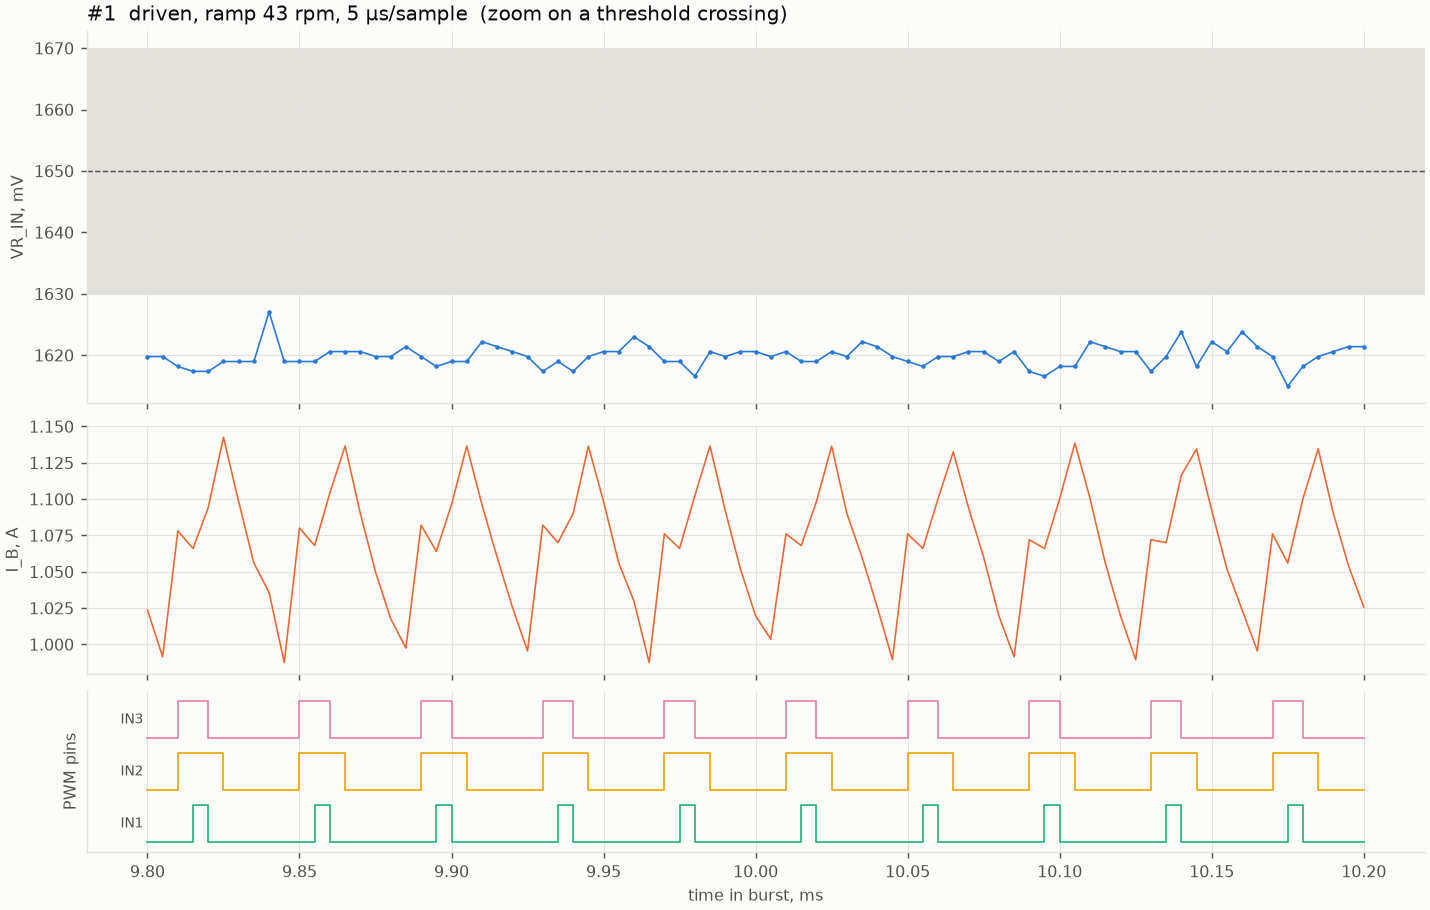 #1  driven, ramp 43 rpm, 5 µs/sample  (zoom on a threshold crossing)
VR_IN, mV
1670
1660
1650
1640
1630
1620
I_B, A
1.150
1.125
1.100
1.075
1.050
1.025
1.000
PWM pins
IN3
IN2
IN1
9.80 9.85 9.90 9.95 10.00 10.05 10.10 10.15 10.20
time in burst, ms